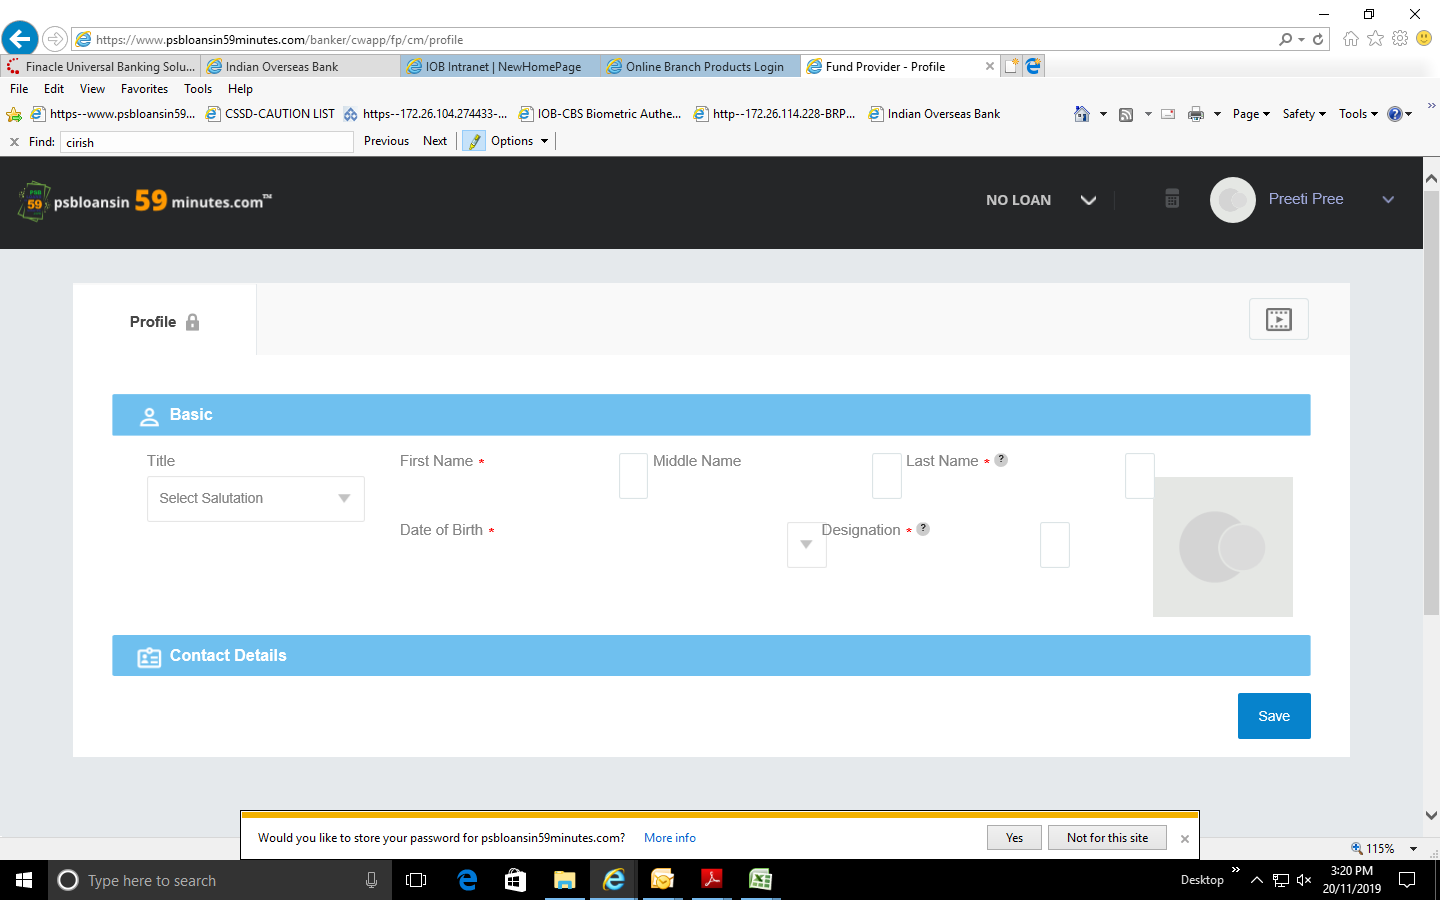 https://www.psbloansin59minutes.com/banker/cwapp/fp/cm/profile
Finacle Universal Banking Solu... Indian Overseas Bank IOB Intranet | NewHomePage Online Branch Products Login Fund Provider - Profile
File Edit View Favorites Tools Help
https--www.psbloansin59... CSSD-CAUTION LIST https--172.26.104.274433-... IOB-CBS Biometric Authe... http--172.26.114.228-BRP... Indian Overseas Bank Page Safety Tools
Find: cirish Previous Next Options
PSB
59
psbloansin 59 minutes.com™
NO LOAN
Preeti Pree
Profile
Basic
Title First Name * Middle Name Last Name * ?
Select Salutation
Date of Birth * Designation * ?
Contact Details
Save
Would you like to store your password for psbloansin59minutes.com? More info Yes Not for this site
115%
Type here to search
Desktop
3:20 PM
20/11/2019